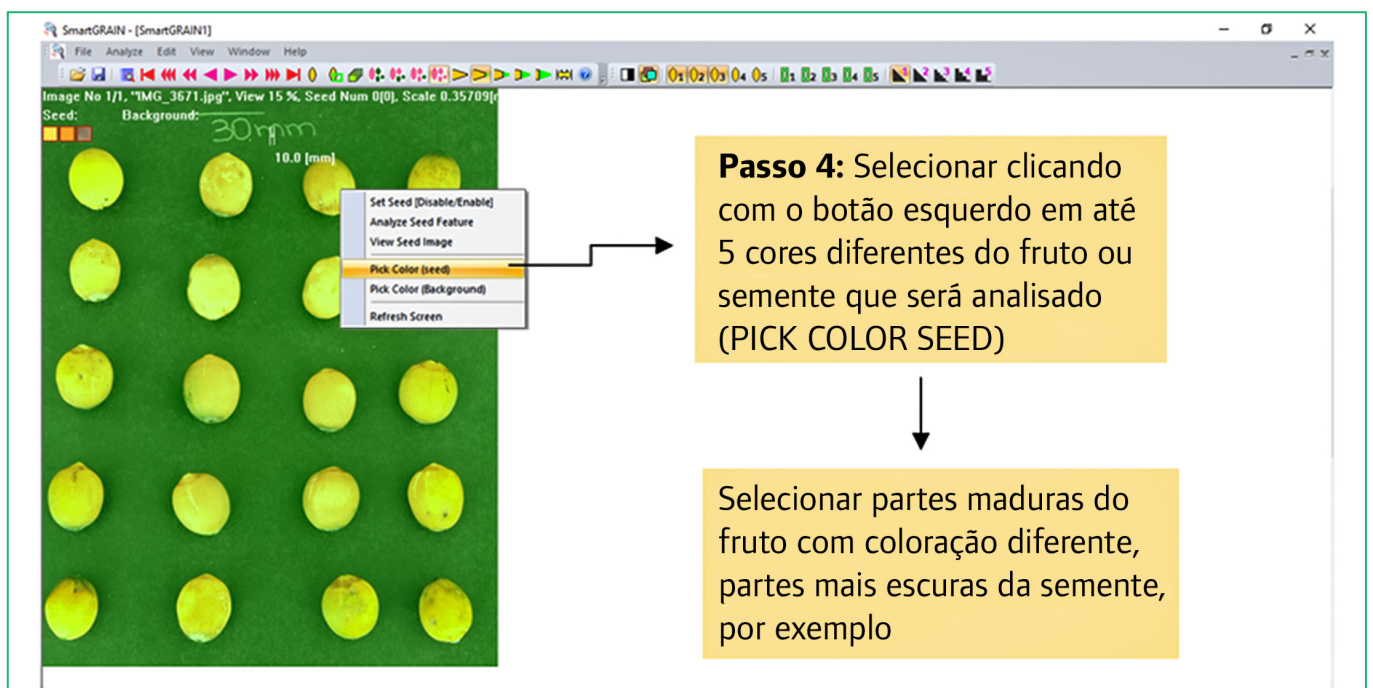 SmartGRAIN - [SmartGRAIN1]
File Analyze Edit View Window Help
Image No 1/1, "IMG_3671.jpg", View 15 %, Seed Num 0[0], Scale 0.35709[r
Seed: Background:
30mm
10.0 [mm]
Set Seed [Disable/Enable]
Analyze Seed Feature
View Seed Image
Pick Color (seed)
Pick Color (Background)
Refresh Screen
Passo 4: Selecionar clicando
com o botão esquerdo em até
5 cores diferentes do fruto ou
semente que será analisado
(PICK COLOR SEED)
Selecionar partes maduras do
fruto com coloração diferente,
partes mais escuras da semente,
por exemplo